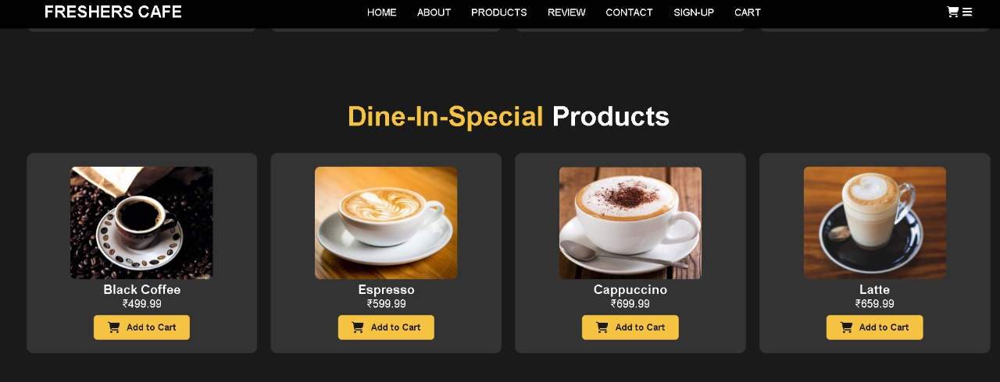 FRESHERS CAFE HOME ABOUT PRODUCTS REVIEW CONTACT SIGN-UP CART
Dine-In-Special Products
Black Coffee
₹499.99
Add to Cart
Espresso
₹599.99
Add to Cart
Cappuccino
₹699.99
Add to Cart
Latte
₹659.99
Add to Cart